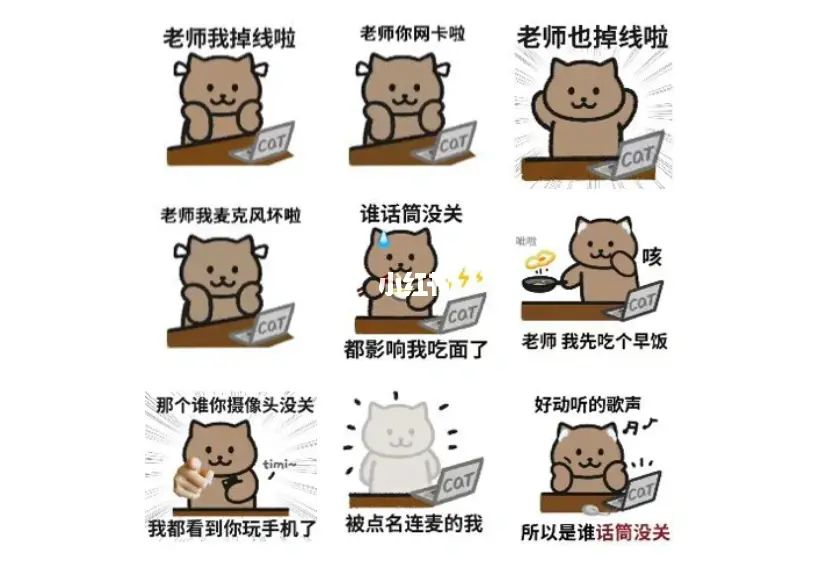 老师我掉线啦
老师你网卡啦
老师也掉线啦
CAT
CAT
CAT
老师我麦克风坏啦
CAT
谁话筒没关
小红书
CAT
都影响我吃面了
呲啦
咳
CAT
老师 我先吃个早饭
那个谁你摄像头没关
timi~
我都看到你玩手机了
CAT
被点名连麦的我
好动听的歌声
CAT
所以是谁话筒没关